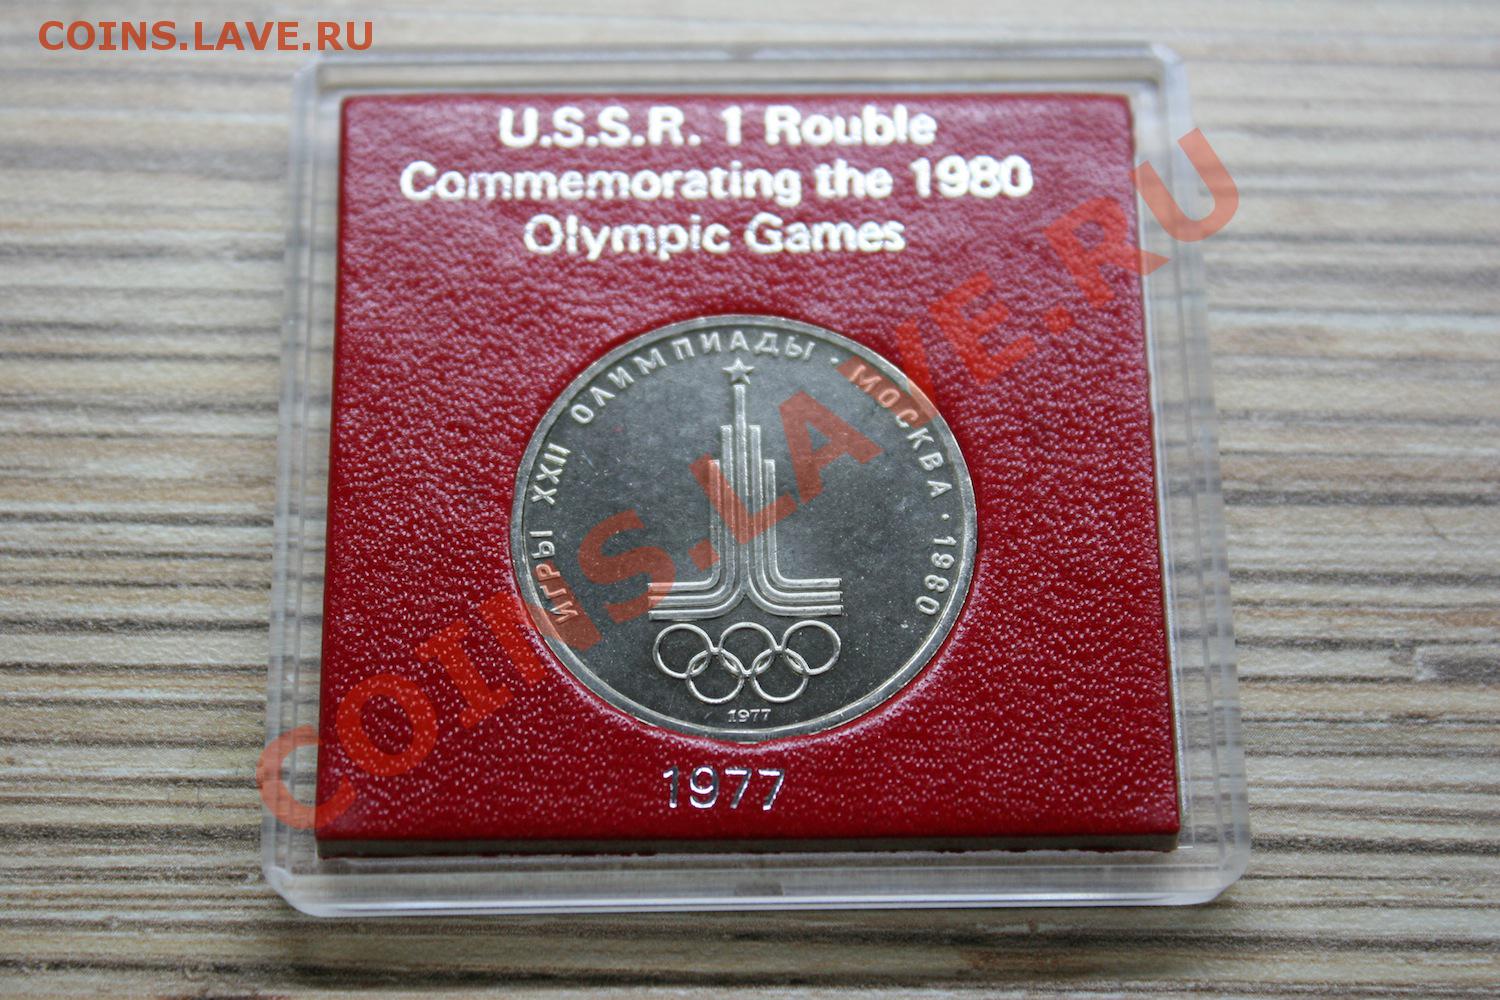 COINS.LAVE.RU
U.S.S.R. 1 Rouble
Commemorating the 1980
Olympic Games
ИГРЫ XXII ОЛИМПИАДЫ · МОСКВА · 1980
1977
1977
COINS.LAVE.RU